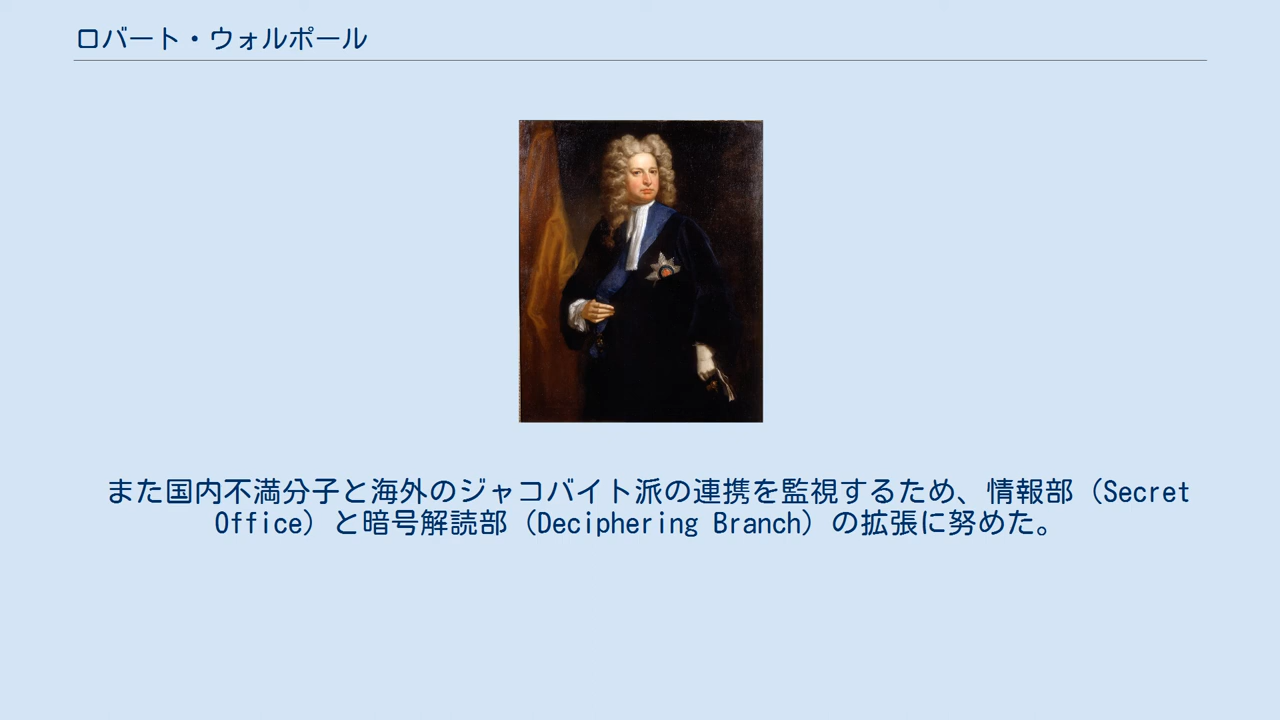 ロバート・ウォルポール
また国内不満分子と海外のジャコバイト派の連携を監視するため、情報部（Secret
Office）と暗号解読部（Deciphering Branch）の拡張に努めた。